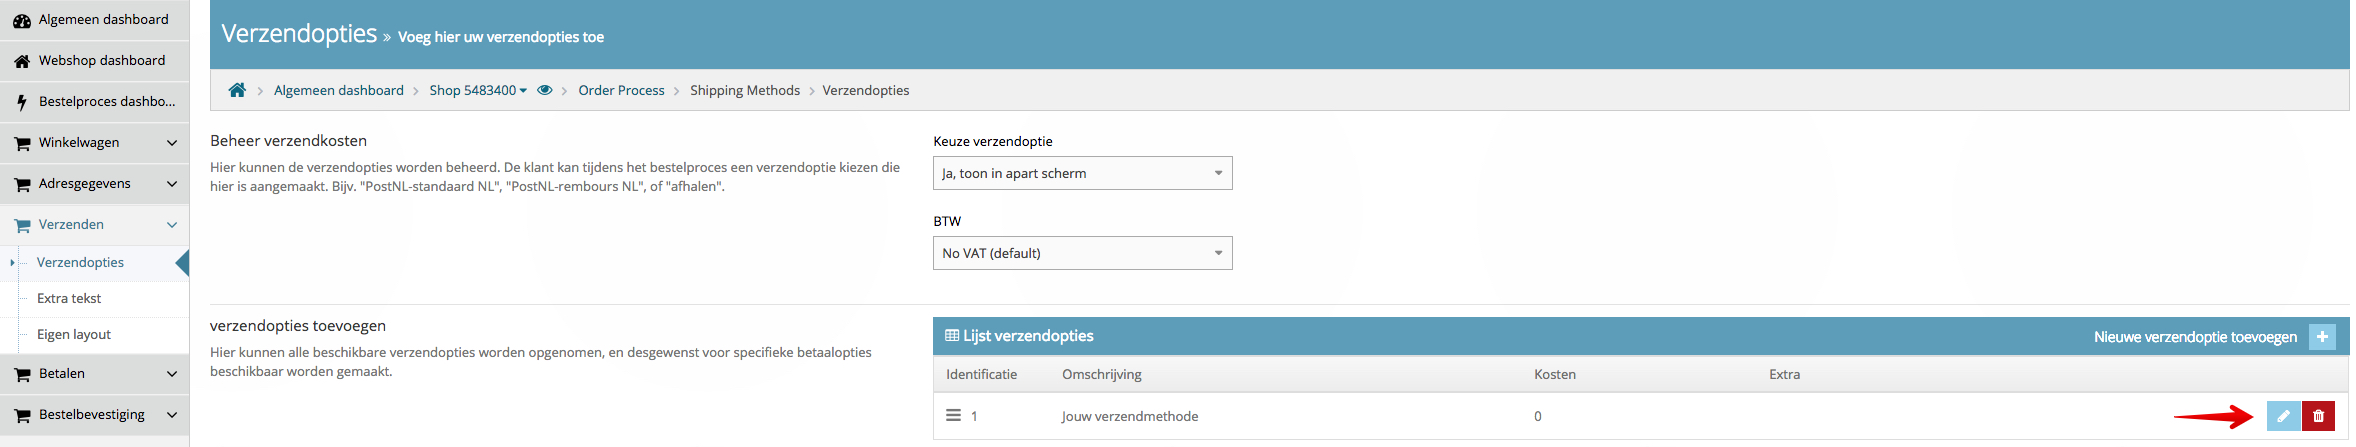 Algemeen dashboard
Webshop dashboard
Bestelproces dashbo...
Winkelwagen
Adresgegevens
Verzenden
Verzendopties
Extra tekst
Eigen layout
Betalen
Bestelbevestiging
Verzendopties » Voeg hier uw verzendopties toe
Algemeen dashboard > Shop 5483400 > Order Process > Shipping Methods > Verzendopties
Beheer verzendkosten
Hier kunnen de verzendopties worden beheerd. De klant kan tijdens het bestelproces een verzendoptie kiezen die
hier is aangemaakt. Bijv. "PostNL-standaard NL", "PostNL-rembours NL", of "afhalen".
Keuze verzendoptie
Ja, toon in apart scherm
BTW
No VAT (default)
verzendopties toevoegen
Hier kunnen alle beschikbare verzendopties worden opgenomen, en desgewenst voor specifieke betaalopties
beschikbaar worden gemaakt.
Lijst verzendopties Nieuwe verzendoptie toevoegen
Identificatie Omschrijving Kosten Extra
1 Jouw verzendmethode 0